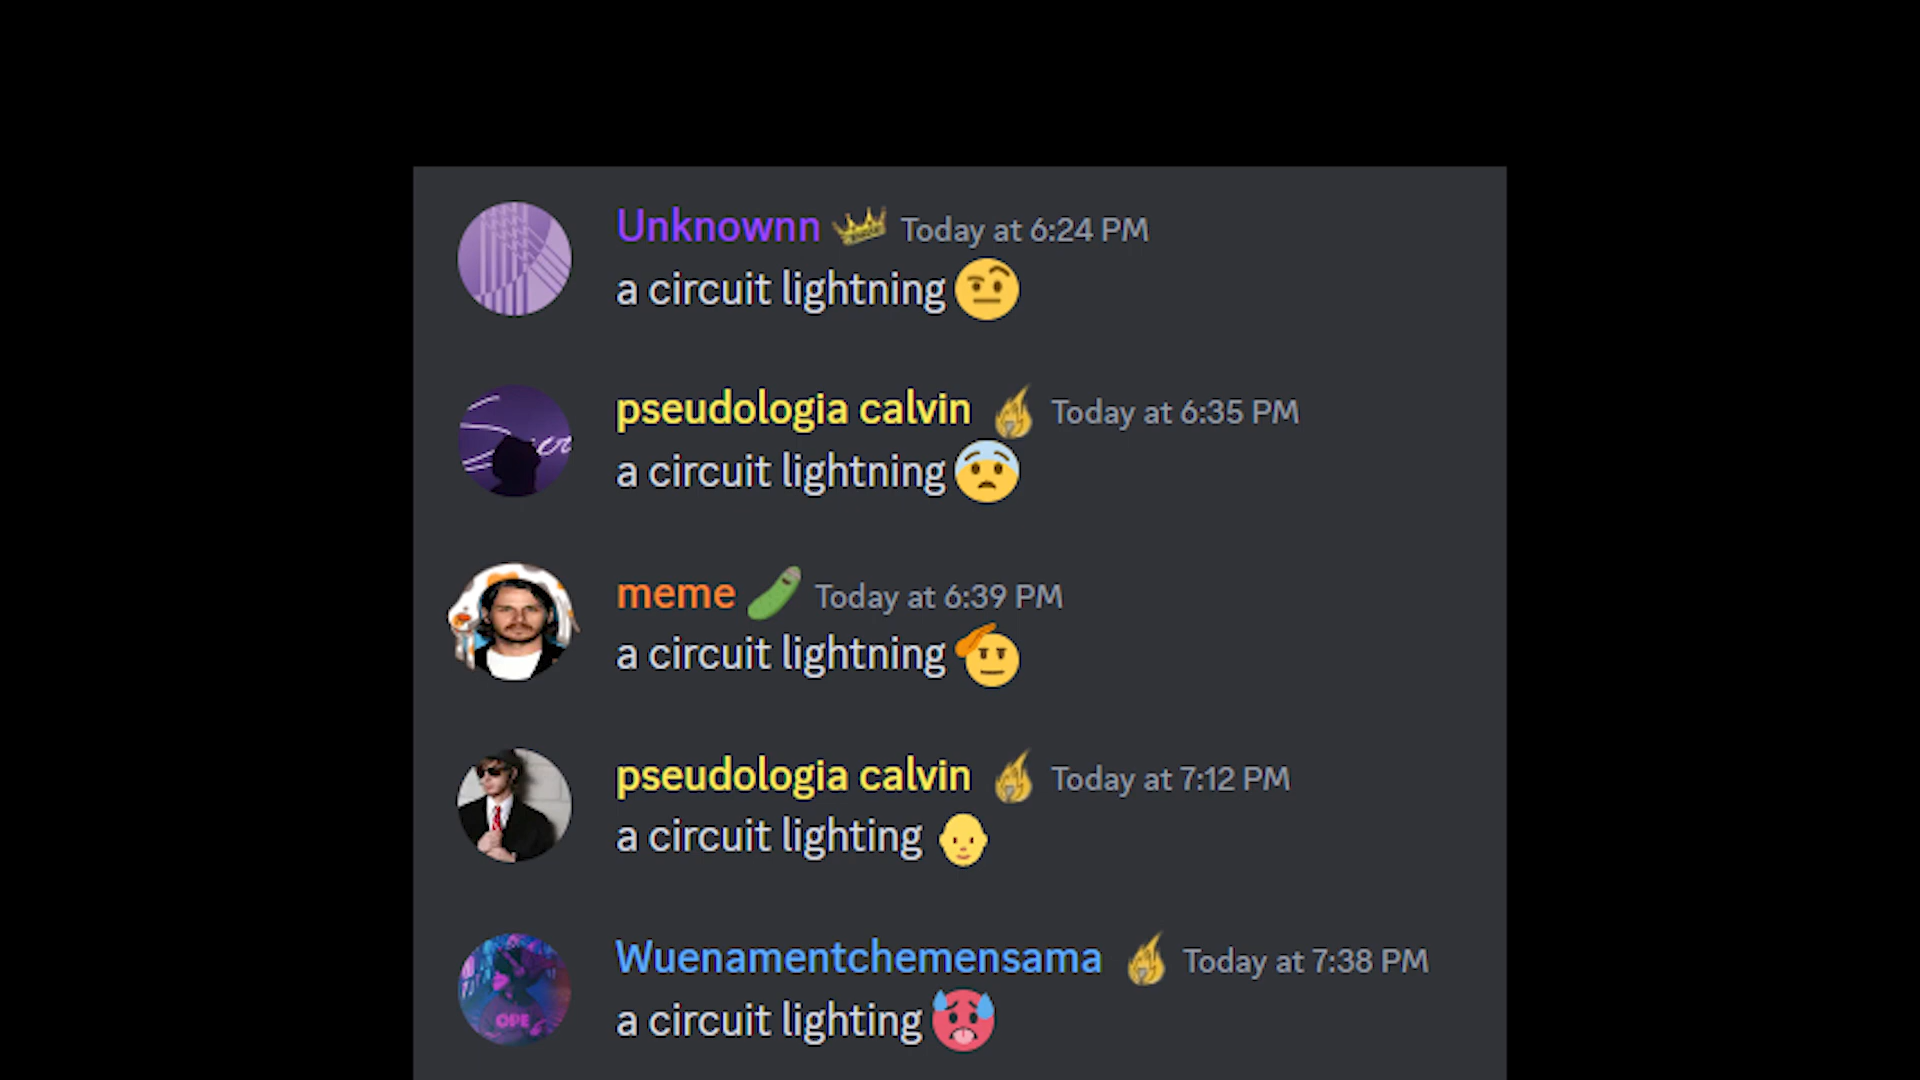 Unknownn Today at 6:24 PM
a circuit lightning 🤨
pseudologia calvin Today at 6:35 PM
a circuit lightning 😨
meme Today at 6:39 PM
a circuit lightning 🫡
pseudologia calvin Today at 7:12 PM
a circuit lighting 👨‍🦲
Wuenamentchemensama Today at 7:38 PM
OPE
a circuit lighting 🥵